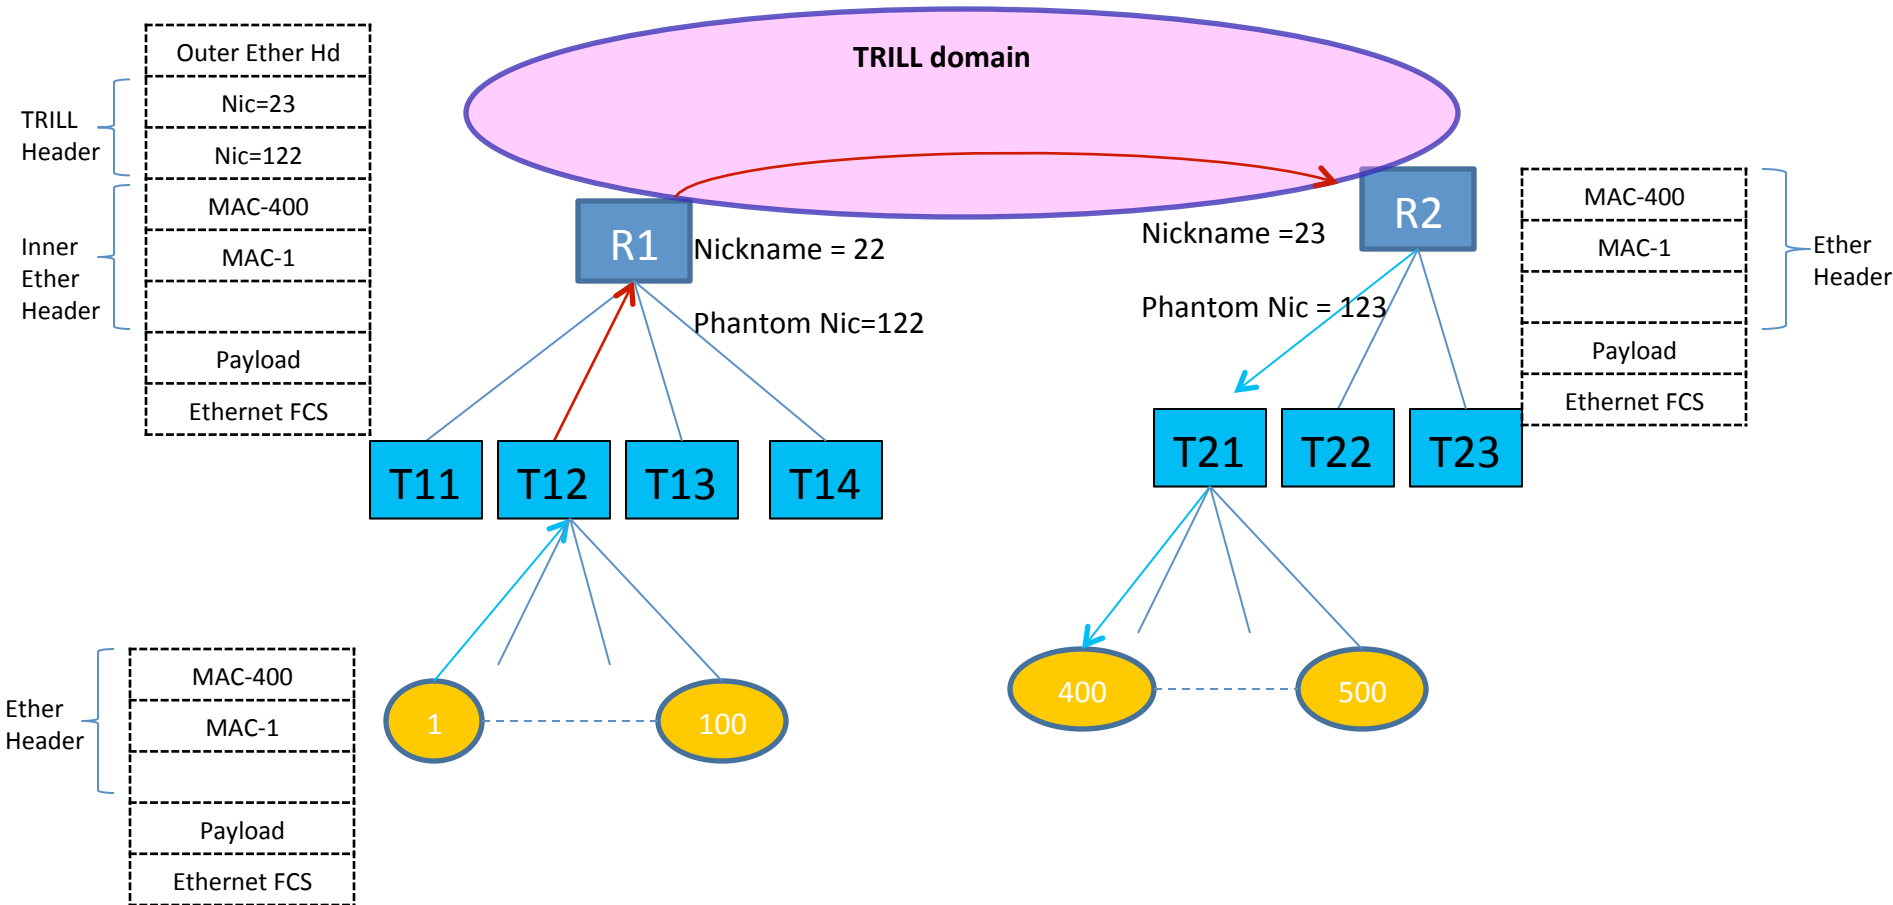 Outer Ether Hd
Nic=23
Nic=122
MAC-400
MAC-1
Payload
Ethernet FCS
TRILL
Header
Inner
Ether
Header
TRILL domain
R1
Nickname = 22
Phantom Nic=122
R2
Nickname =23
Phantom Nic = 123
MAC-400
MAC-1
Payload
Ethernet FCS
Ether
Header
T11
T12
T13
T14
T21
T22
T23
1
100
400
500
Ether
Header
MAC-400
MAC-1
Payload
Ethernet FCS